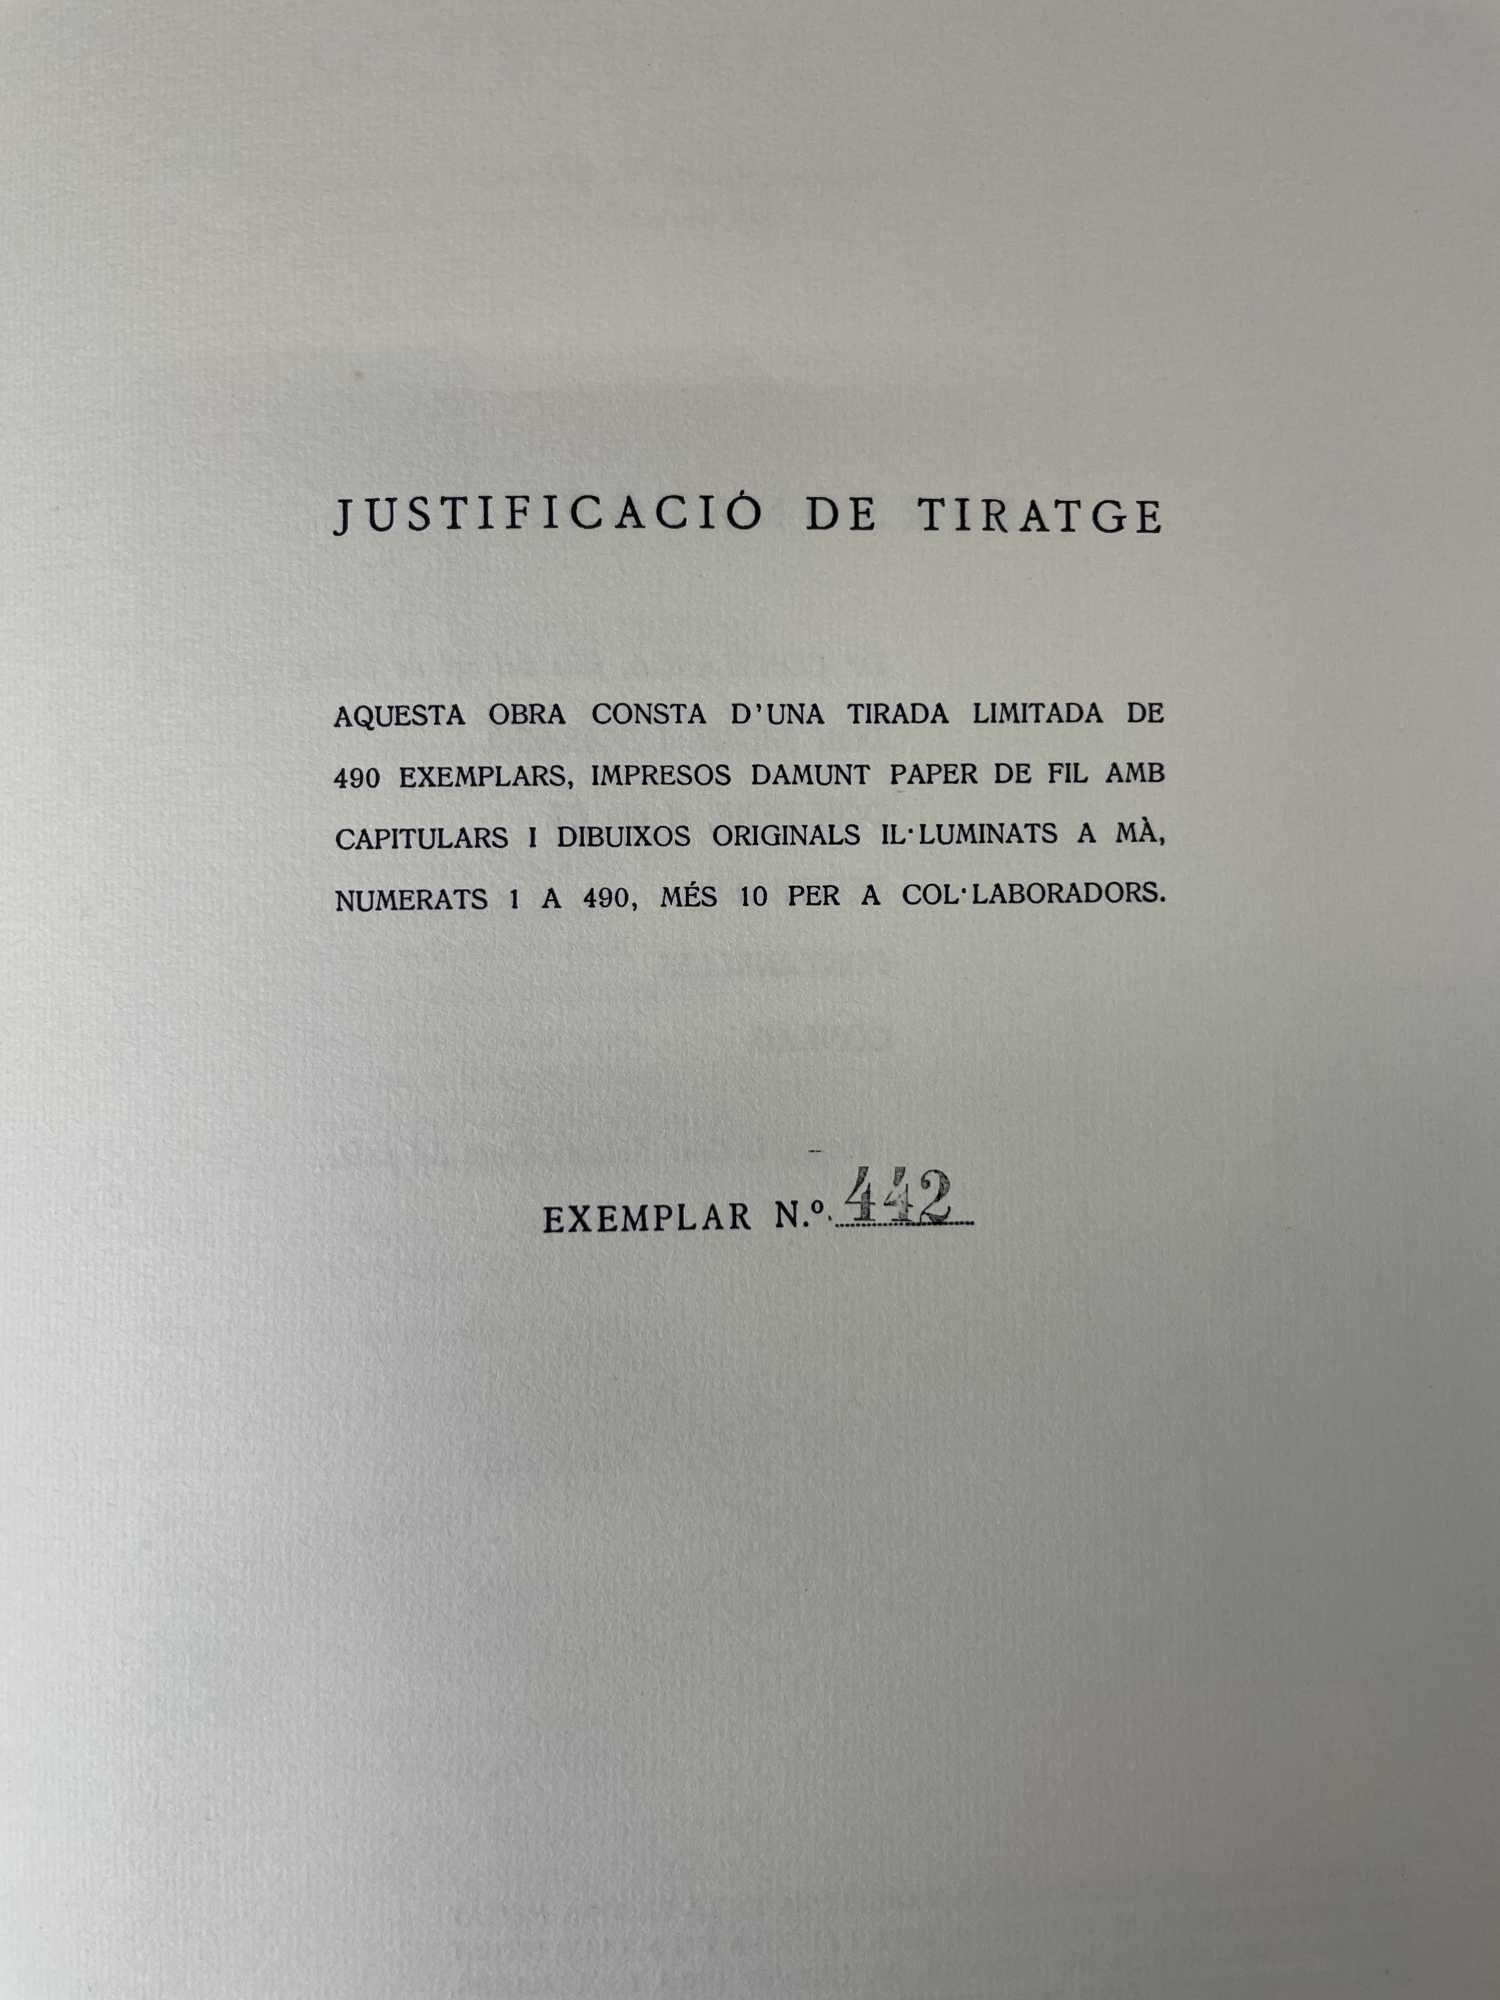 JUSTIFICACIÓ DE TIRATGE
AQUESTA OBRA CONSTA D'UNA TIRADA LIMITADA DE
490 EXEMPLARS, IMPRESOS DAMUNT PAPER DE FIL AMB
CAPITULARS I DIBUIXOS ORIGINALS IL·LUMINATS A MÀ,
NUMERATS 1 A 490, MÉS 10 PER A COL·LABORADORS.
EXEMPLAR N.º 442